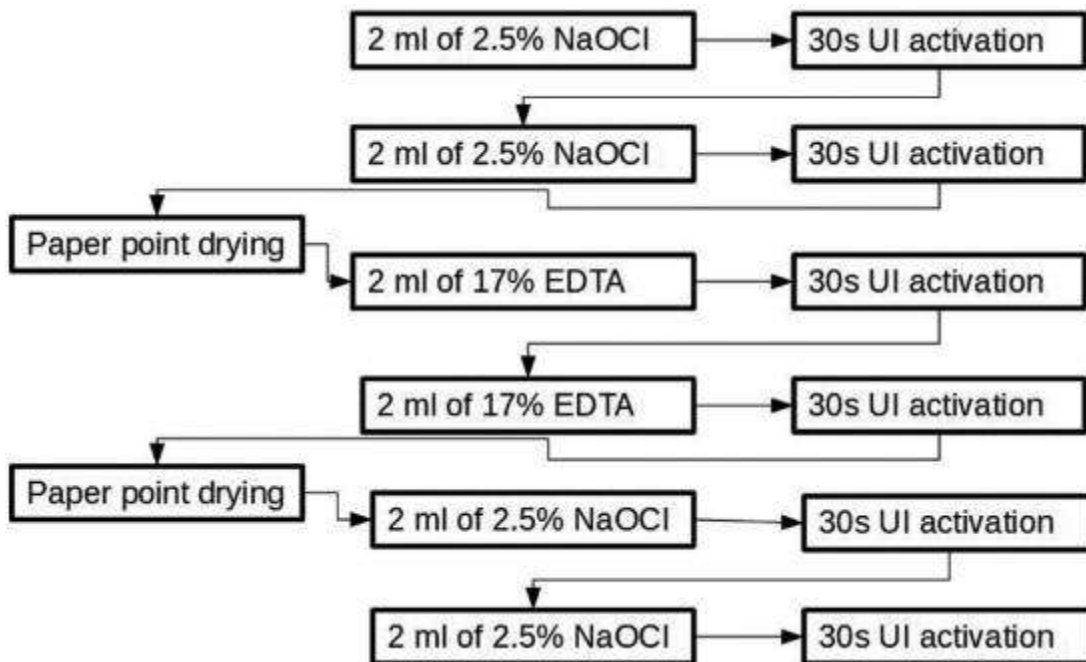 2 ml of 2.5% NaOCl
30s UI activation
2 ml of 2.5% NaOCl
30s UI activation
Paper point drying
2 ml of 17% EDTA
30s UI activation
2 ml of 17% EDTA
30s UI activation
Paper point drying
2 ml of 2.5% NaOCl
30s UI activation
2 ml of 2.5% NaOCl
30s UI activation